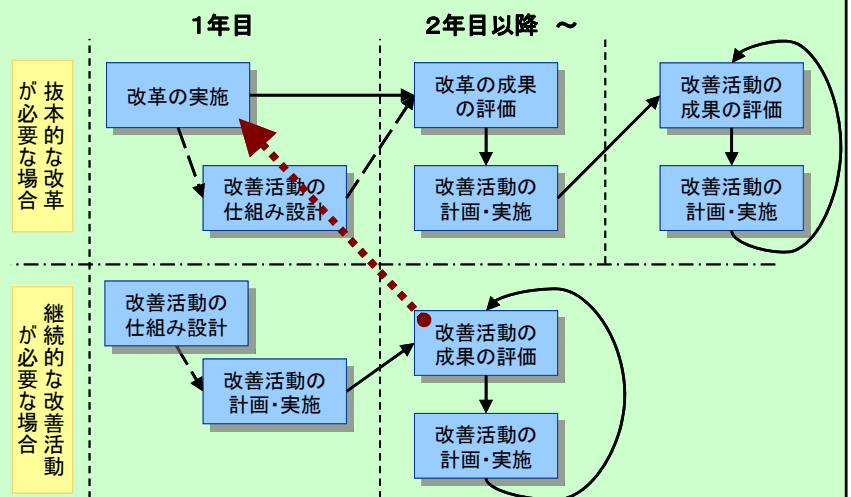 1年目
2年目以降 ～
抜本的な改革
が必要な場合
改革の実施
改善活動の
仕組み設計
改革の成果
の評価
改善活動の
計画・実施
改善活動の
成果の評価
改善活動の
計画・実施
継続的な改善活動
が必要な場合
改善活動の
仕組み設計
改善活動の
計画・実施
改善活動の
成果の評価
改善活動の
計画・実施